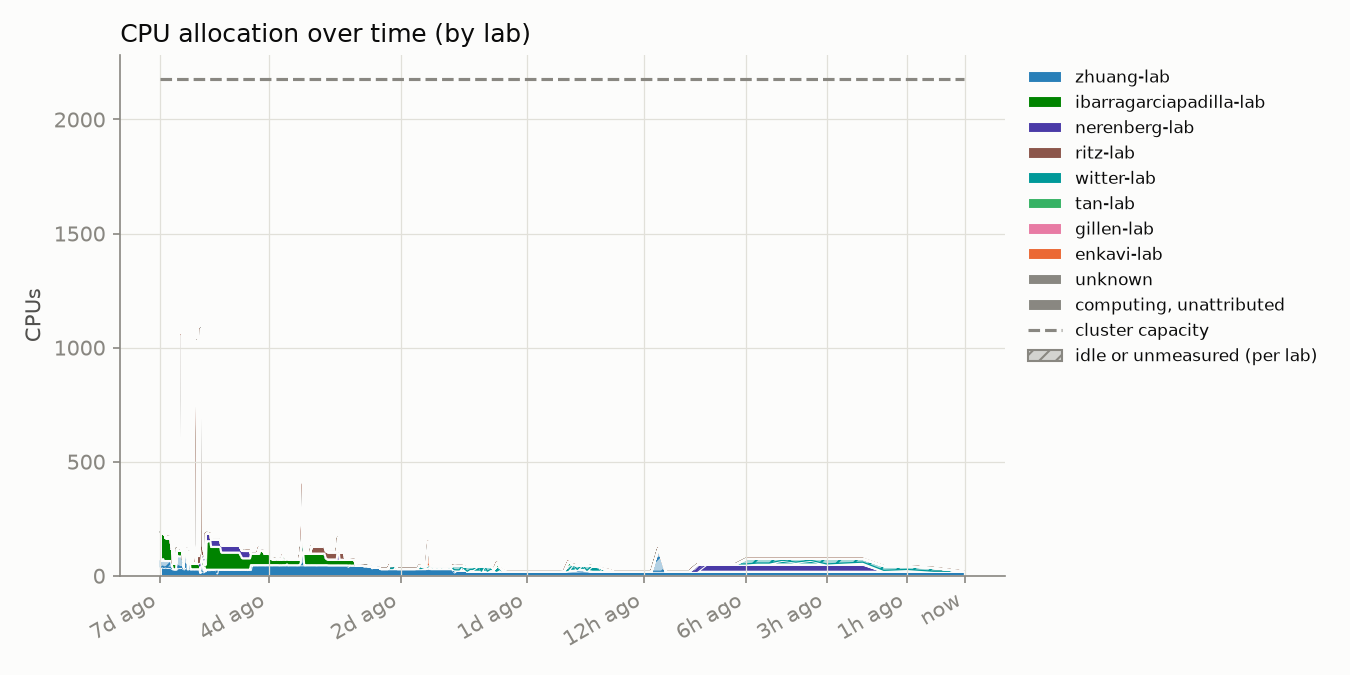 CPU allocation over time (by lab)
CPUs
2000
1500
1000
500
0
7d ago
4d ago
2d ago
1d ago
12h ago
6h ago
3h ago
1h ago
now
zhuang-lab
ibarragarciapadilla-lab
nerenberg-lab
ritz-lab
witter-lab
tan-lab
gillen-lab
enkavi-lab
unknown
computing, unattributed
cluster capacity
idle or unmeasured (per lab)